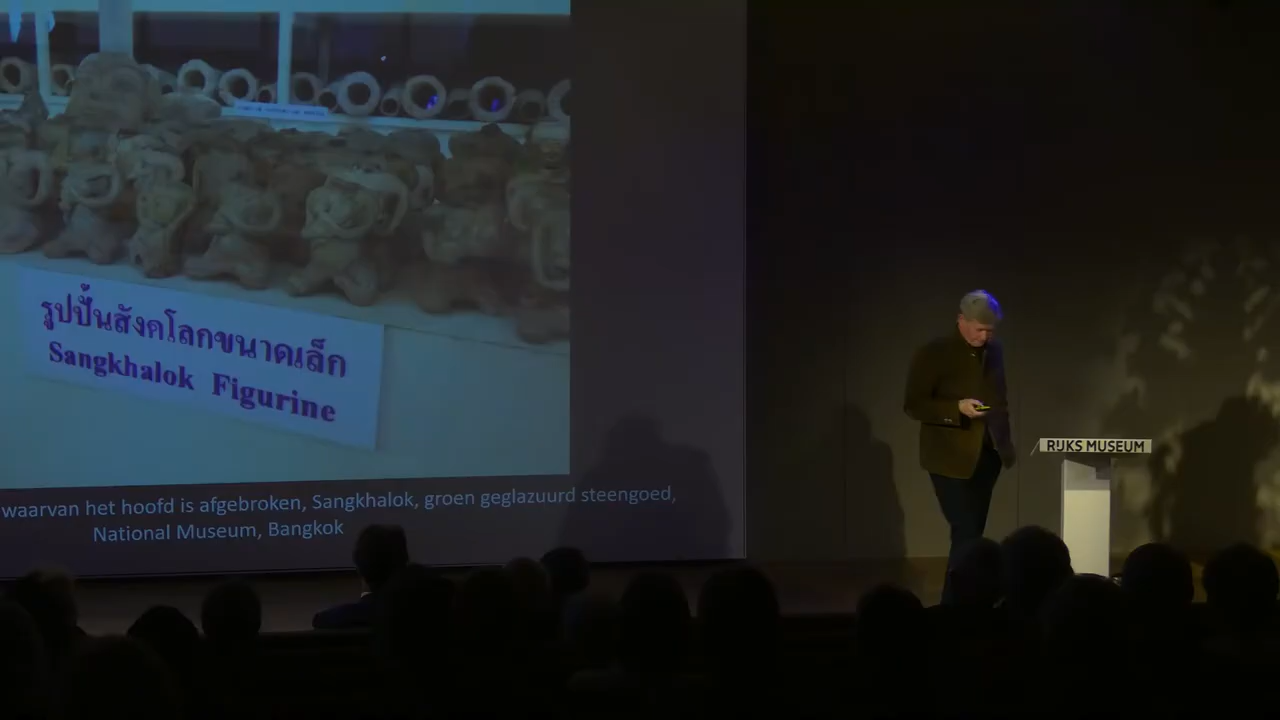 รูปปั้นสังคโลกขนาดเล็ก
Sangkhalok Figurine
waarvan het hoofd is afgebroken, Sangkhalok, groen geglazuurd steengoed,
National Museum, Bangkok
RIJKS MUSEUM